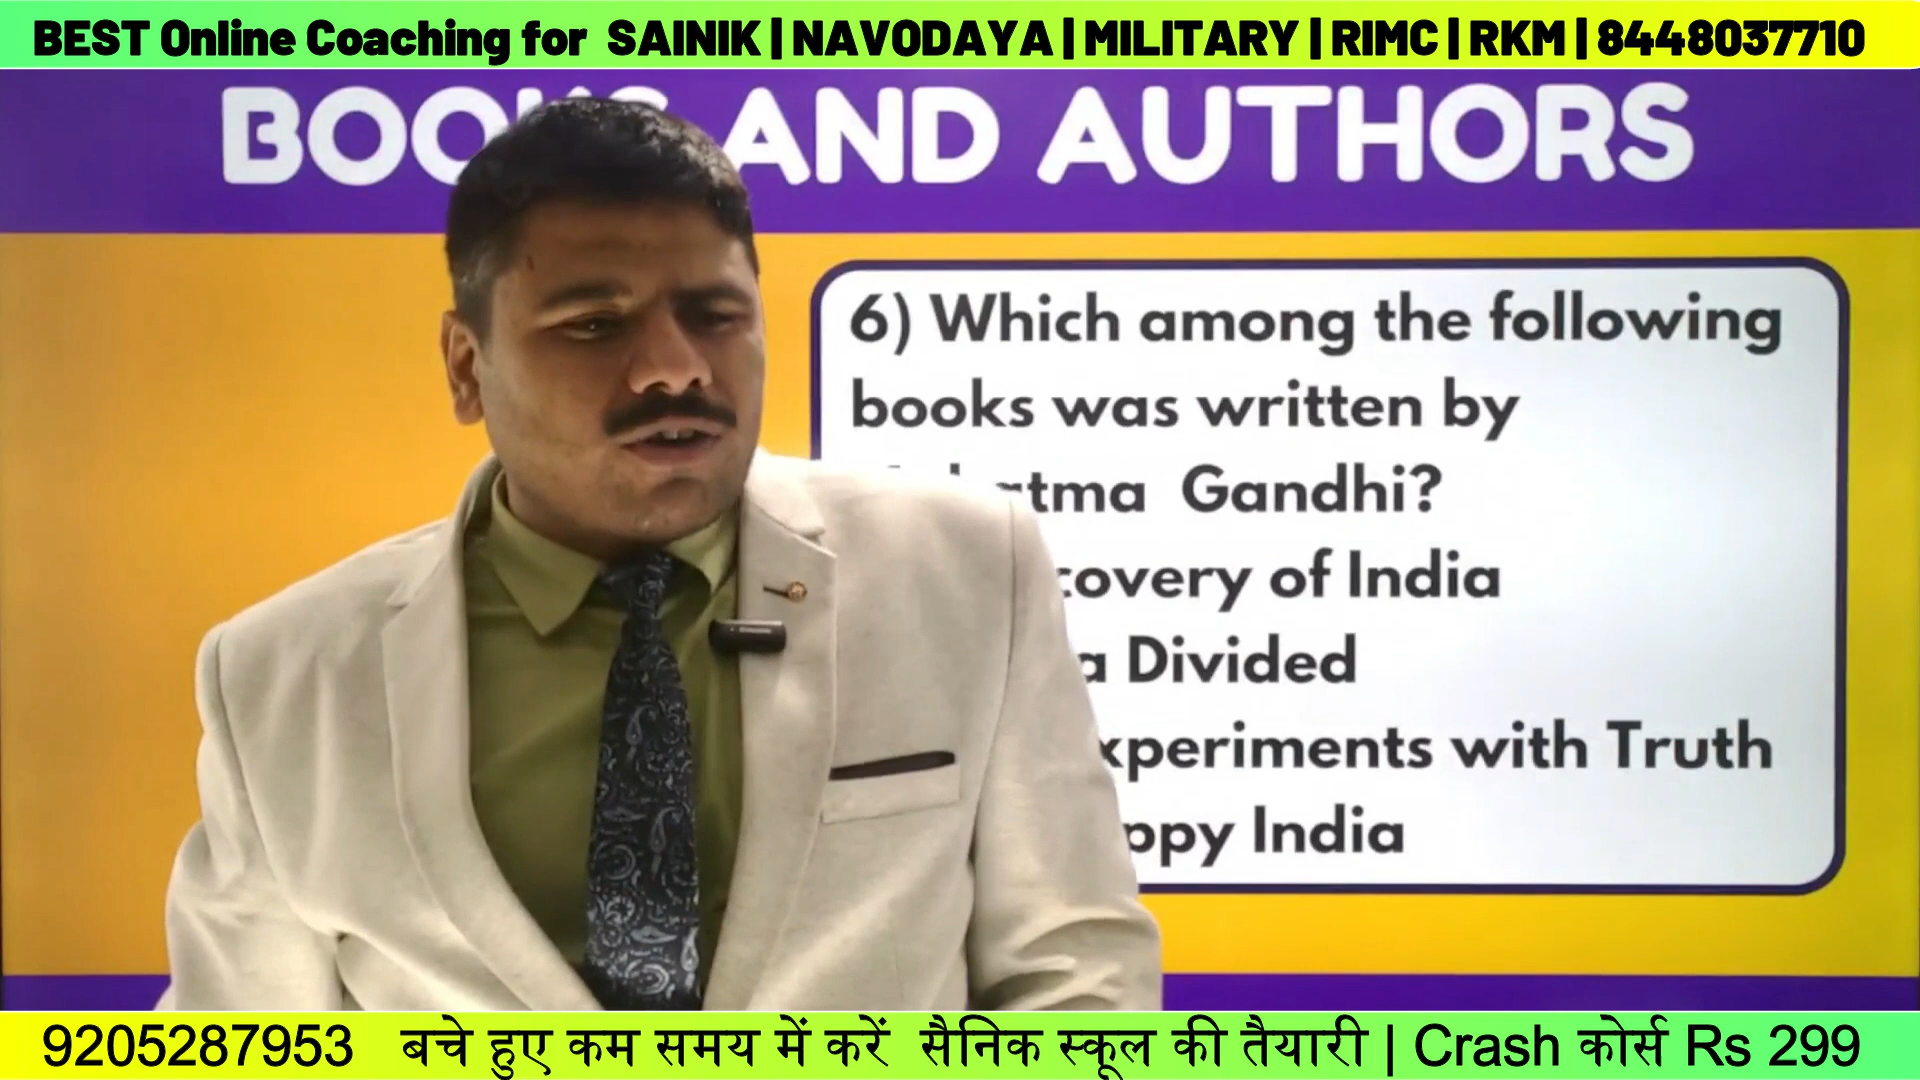 BEST Online Coaching for SAINIK | NAVODAYA | MILITARY | RIMC | RKM | 8448037710
AND AUTHORS
6) Which among the following
books was written by
Gandhi?
of India
Divided
with Truth
India
9205287953 बचे हुए कम समय में करें सैनिक स्कूल की तैयारी | Crash कोर्स Rs 299